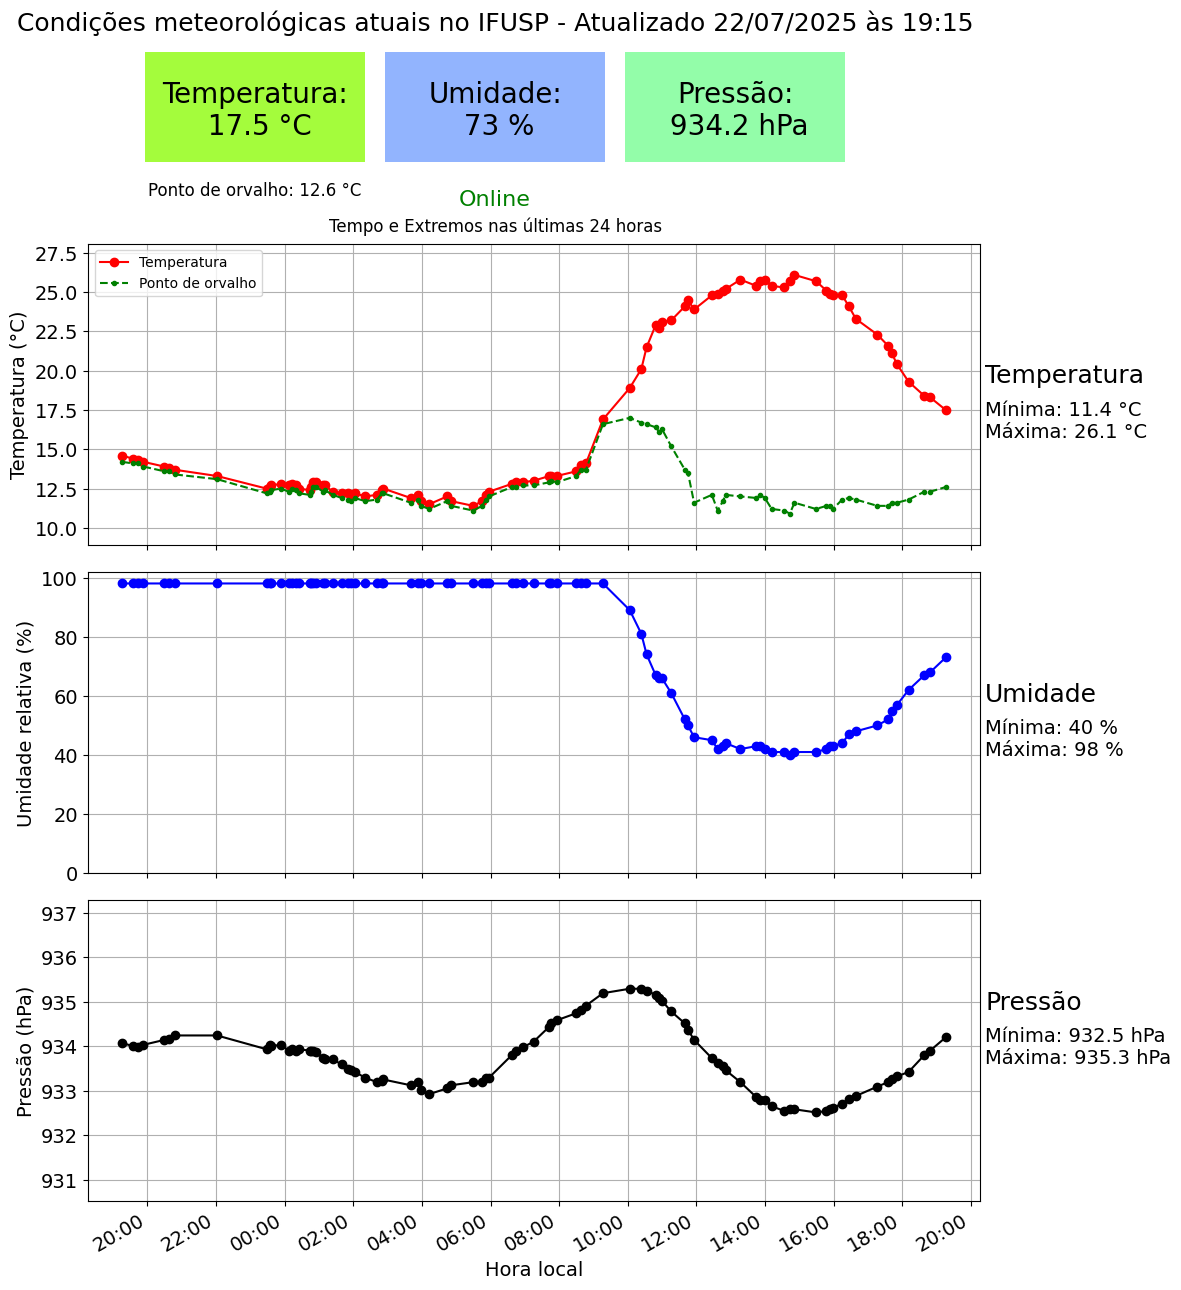 Condições meteorológicas atuais no IFUSP - Atualizado 22/07/2025 às 19:15
Temperatura:
17.5 °C
Umidade:
73 %
Pressão:
934.2 hPa
Ponto de orvalho: 12.6 °C
Online
Tempo e Extremos nas últimas 24 horas
Temperatura
Ponto de orvalho
Temperatura (°C)
27.5
25.0
22.5
20.0
17.5
15.0
12.5
10.0
Temperatura
Mínima: 11.4 °C
Máxima: 26.1 °C
Umidade relativa (%)
100
80
60
40
20
0
Umidade
Mínima: 40 %
Máxima: 98 %
Pressão (hPa)
937
936
935
934
933
932
931
Pressão
Mínima: 932.5 hPa
Máxima: 935.3 hPa
20:00 22:00 00:00 02:00 04:00 06:00 08:00 10:00 12:00 14:00 16:00 18:00 20:00
Hora local